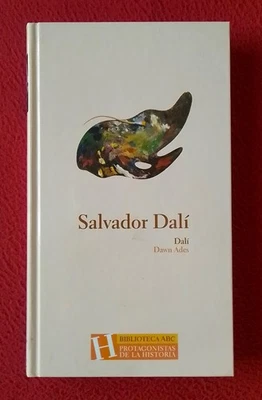 Salvador Dalí
Dalí
Dawn Ades
H
BIBLIOTECA ABC
PROTAGONISTAS
DE LA HISTORIA